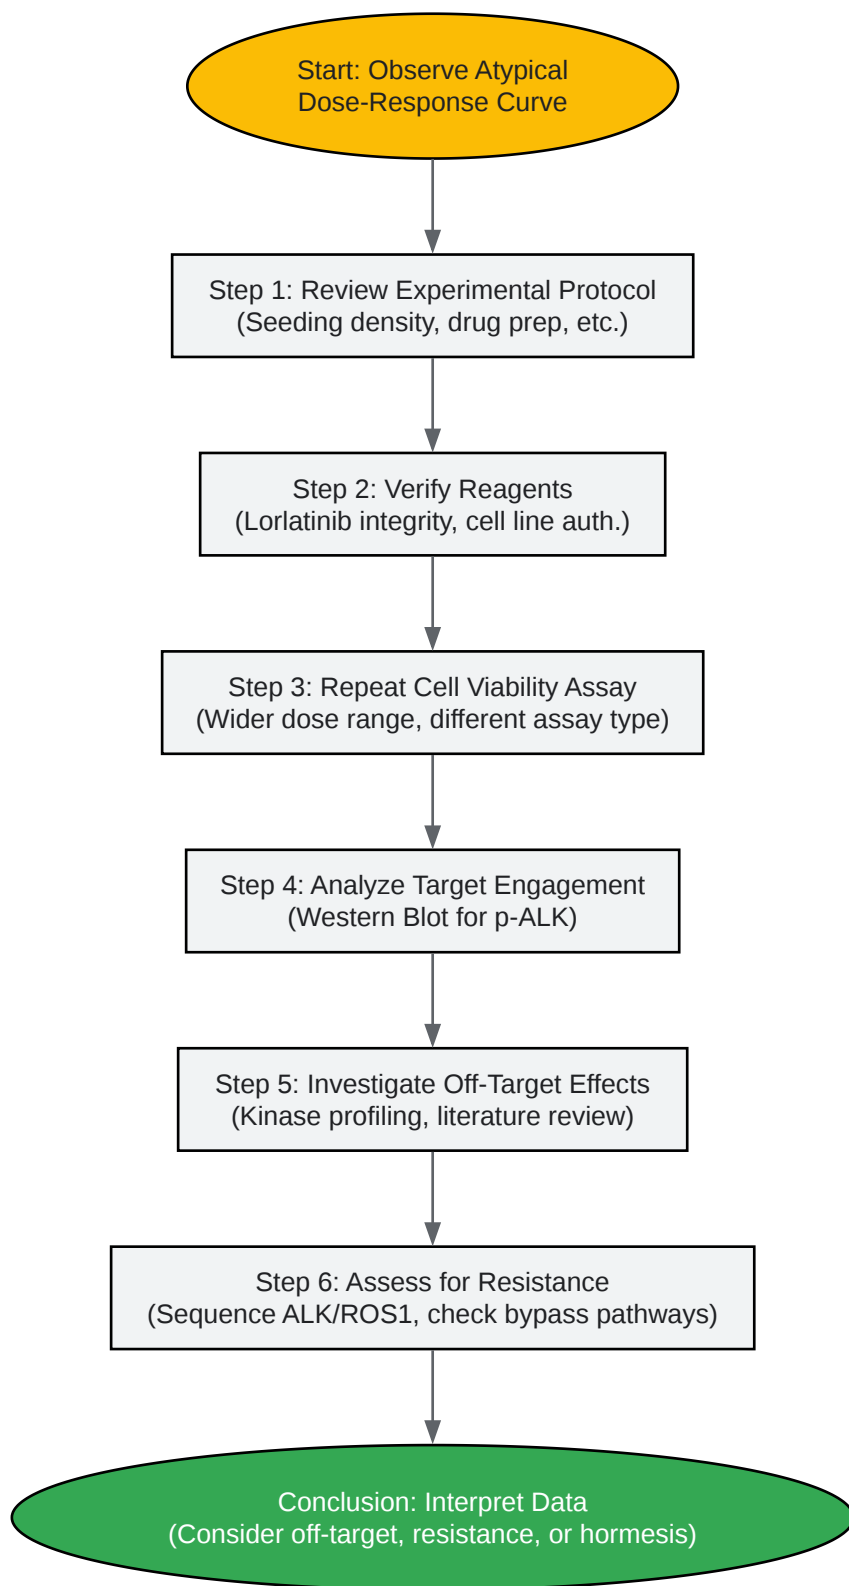 Start: Observe Atypical
Dose-Response Curve
Step 1: Review Experimental Protocol
(Seeding density, drug prep, etc.)
Step 2: Verify Reagents
(Lorlatinib integrity, cell line auth.)
Step 3: Repeat Cell Viability Assay
(Wider dose range, different assay type)
Step 4: Analyze Target Engagement
(Western Blot for p-ALK)
Step 5: Investigate Off-Target Effects
(Kinase profiling, literature review)
Step 6: Assess for Resistance
(Sequence ALK/ROS1, check bypass pathways)
Conclusion: Interpret Data
(Consider off-target, resistance, or hormesis)